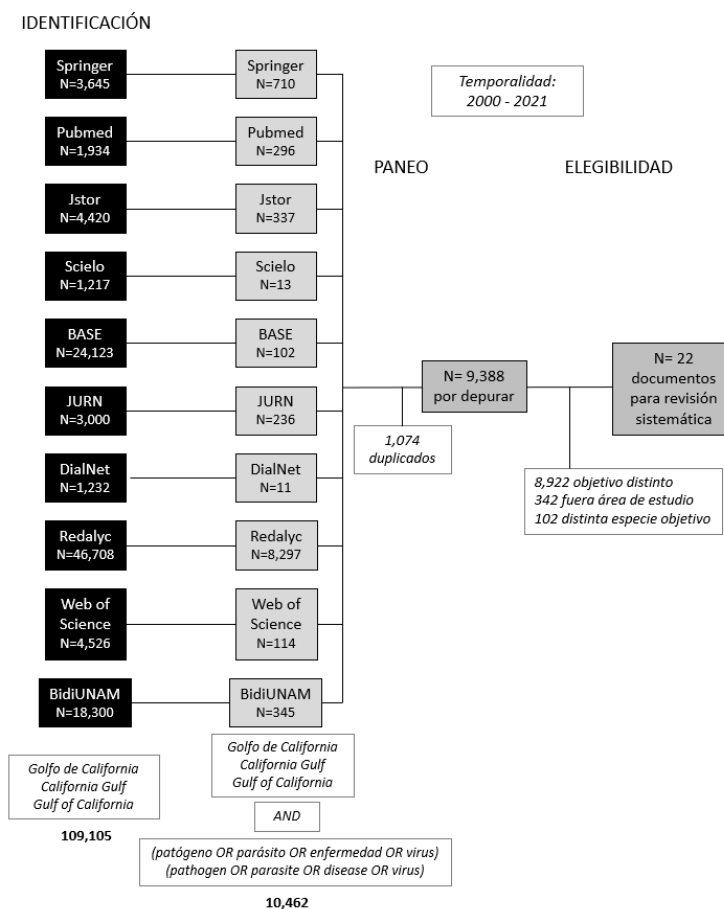 IDENTIFICACIÓN
Springer
N=3,645
Springer
N=710
Temporalidad:
2000 - 2021
Pubmed
N=1,934
Pubmed
N=296
PANEO
ELEGIBILIDAD
Jstor
N=4,420
Jstor
N=337
Scielo
N=1,217
Scielo
N=13
BASE
N=24,123
BASE
N=102
N= 9,388
por depurar
N= 22
documentos
para revisión
sistemática
JURN
N=3,000
JURN
N=236
1,074
duplicados
DialNet
N=1,232
DialNet
N=11
8,922 objetivo distinto
342 fuera área de estudio
102 distinta especie objetivo
Redalyc
N=46,708
Redalyc
N=8,297
Web of
Science
N=4,526
Web of
Science
N=114
BidiUNAM
N=18,300
BidiUNAM
N=345
Golfo de California
California Gulf
Gulf of California
109,105
Golfo de California
California Gulf
Gulf of California
AND
(patógeno OR parásito OR enfermedad OR virus)
(pathogen OR parasite OR disease OR virus)
10,462